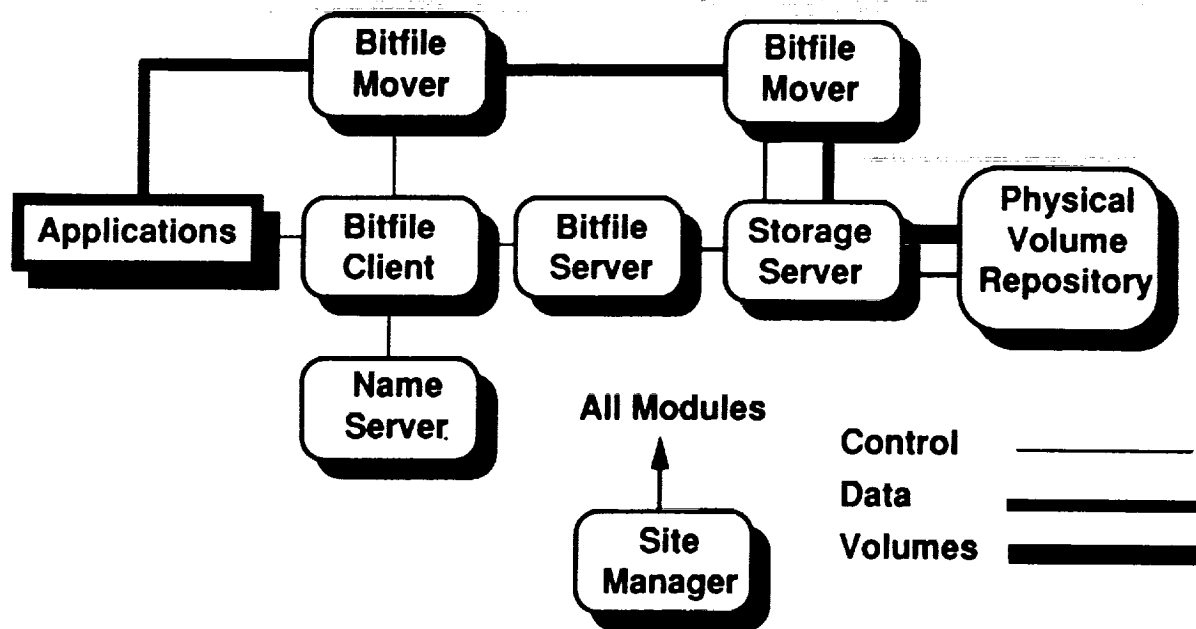 Bitfile
Mover
Bitfile
Mover
Applications
Bitfile
Client
Bitfile
Server
Storage
Server
Physical
Volume
Repository
Name
Server
All Modules
Site
Manager
Control
Data
Volumes